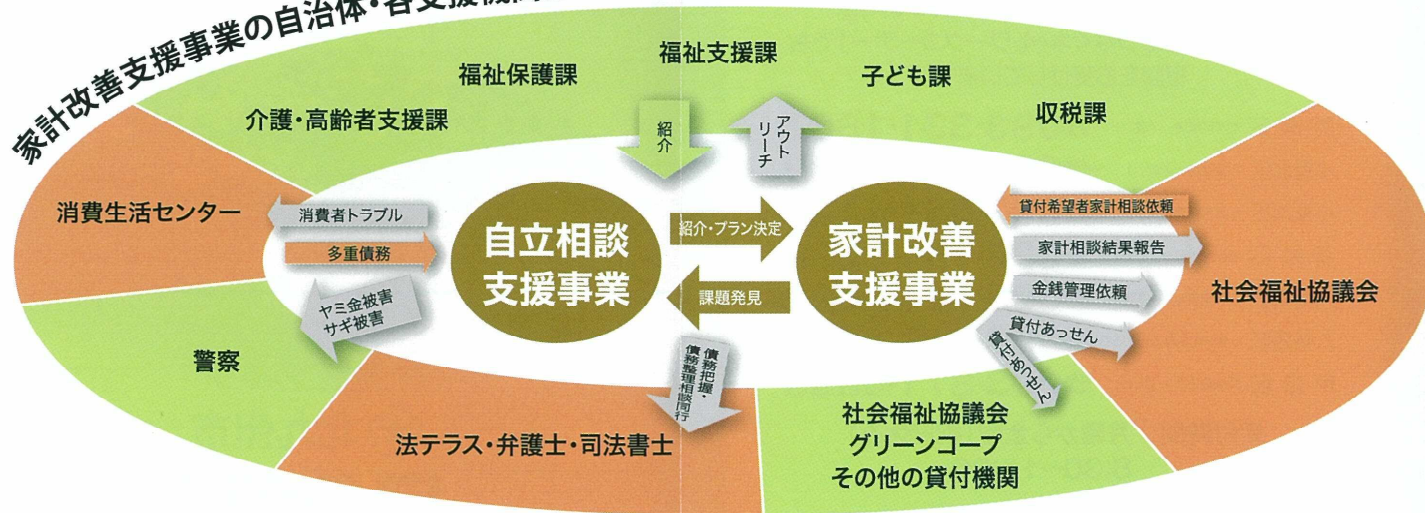 家計改善支援事業の自治体・各支援機関
福祉支援課
福祉保護課
子ども課
介護・高齢者支援課
収税課
紹介
アウト
リーチ
消費生活センター
消費者トラブル
多重債務
ヤミ金被害
サギ被害
自立相談
支援事業
紹介・プラン決定
課題発見
家計改善
支援事業
貸付希望者家計相談依頼
家計相談結果報告
金銭管理依頼
貸付あっせん
貸付あっせん
社会福祉協議会
警察
債務把握・
債務整理相談同行
法テラス・弁護士・司法書士
社会福祉協議会
グリーンコープ
その他の貸付機関